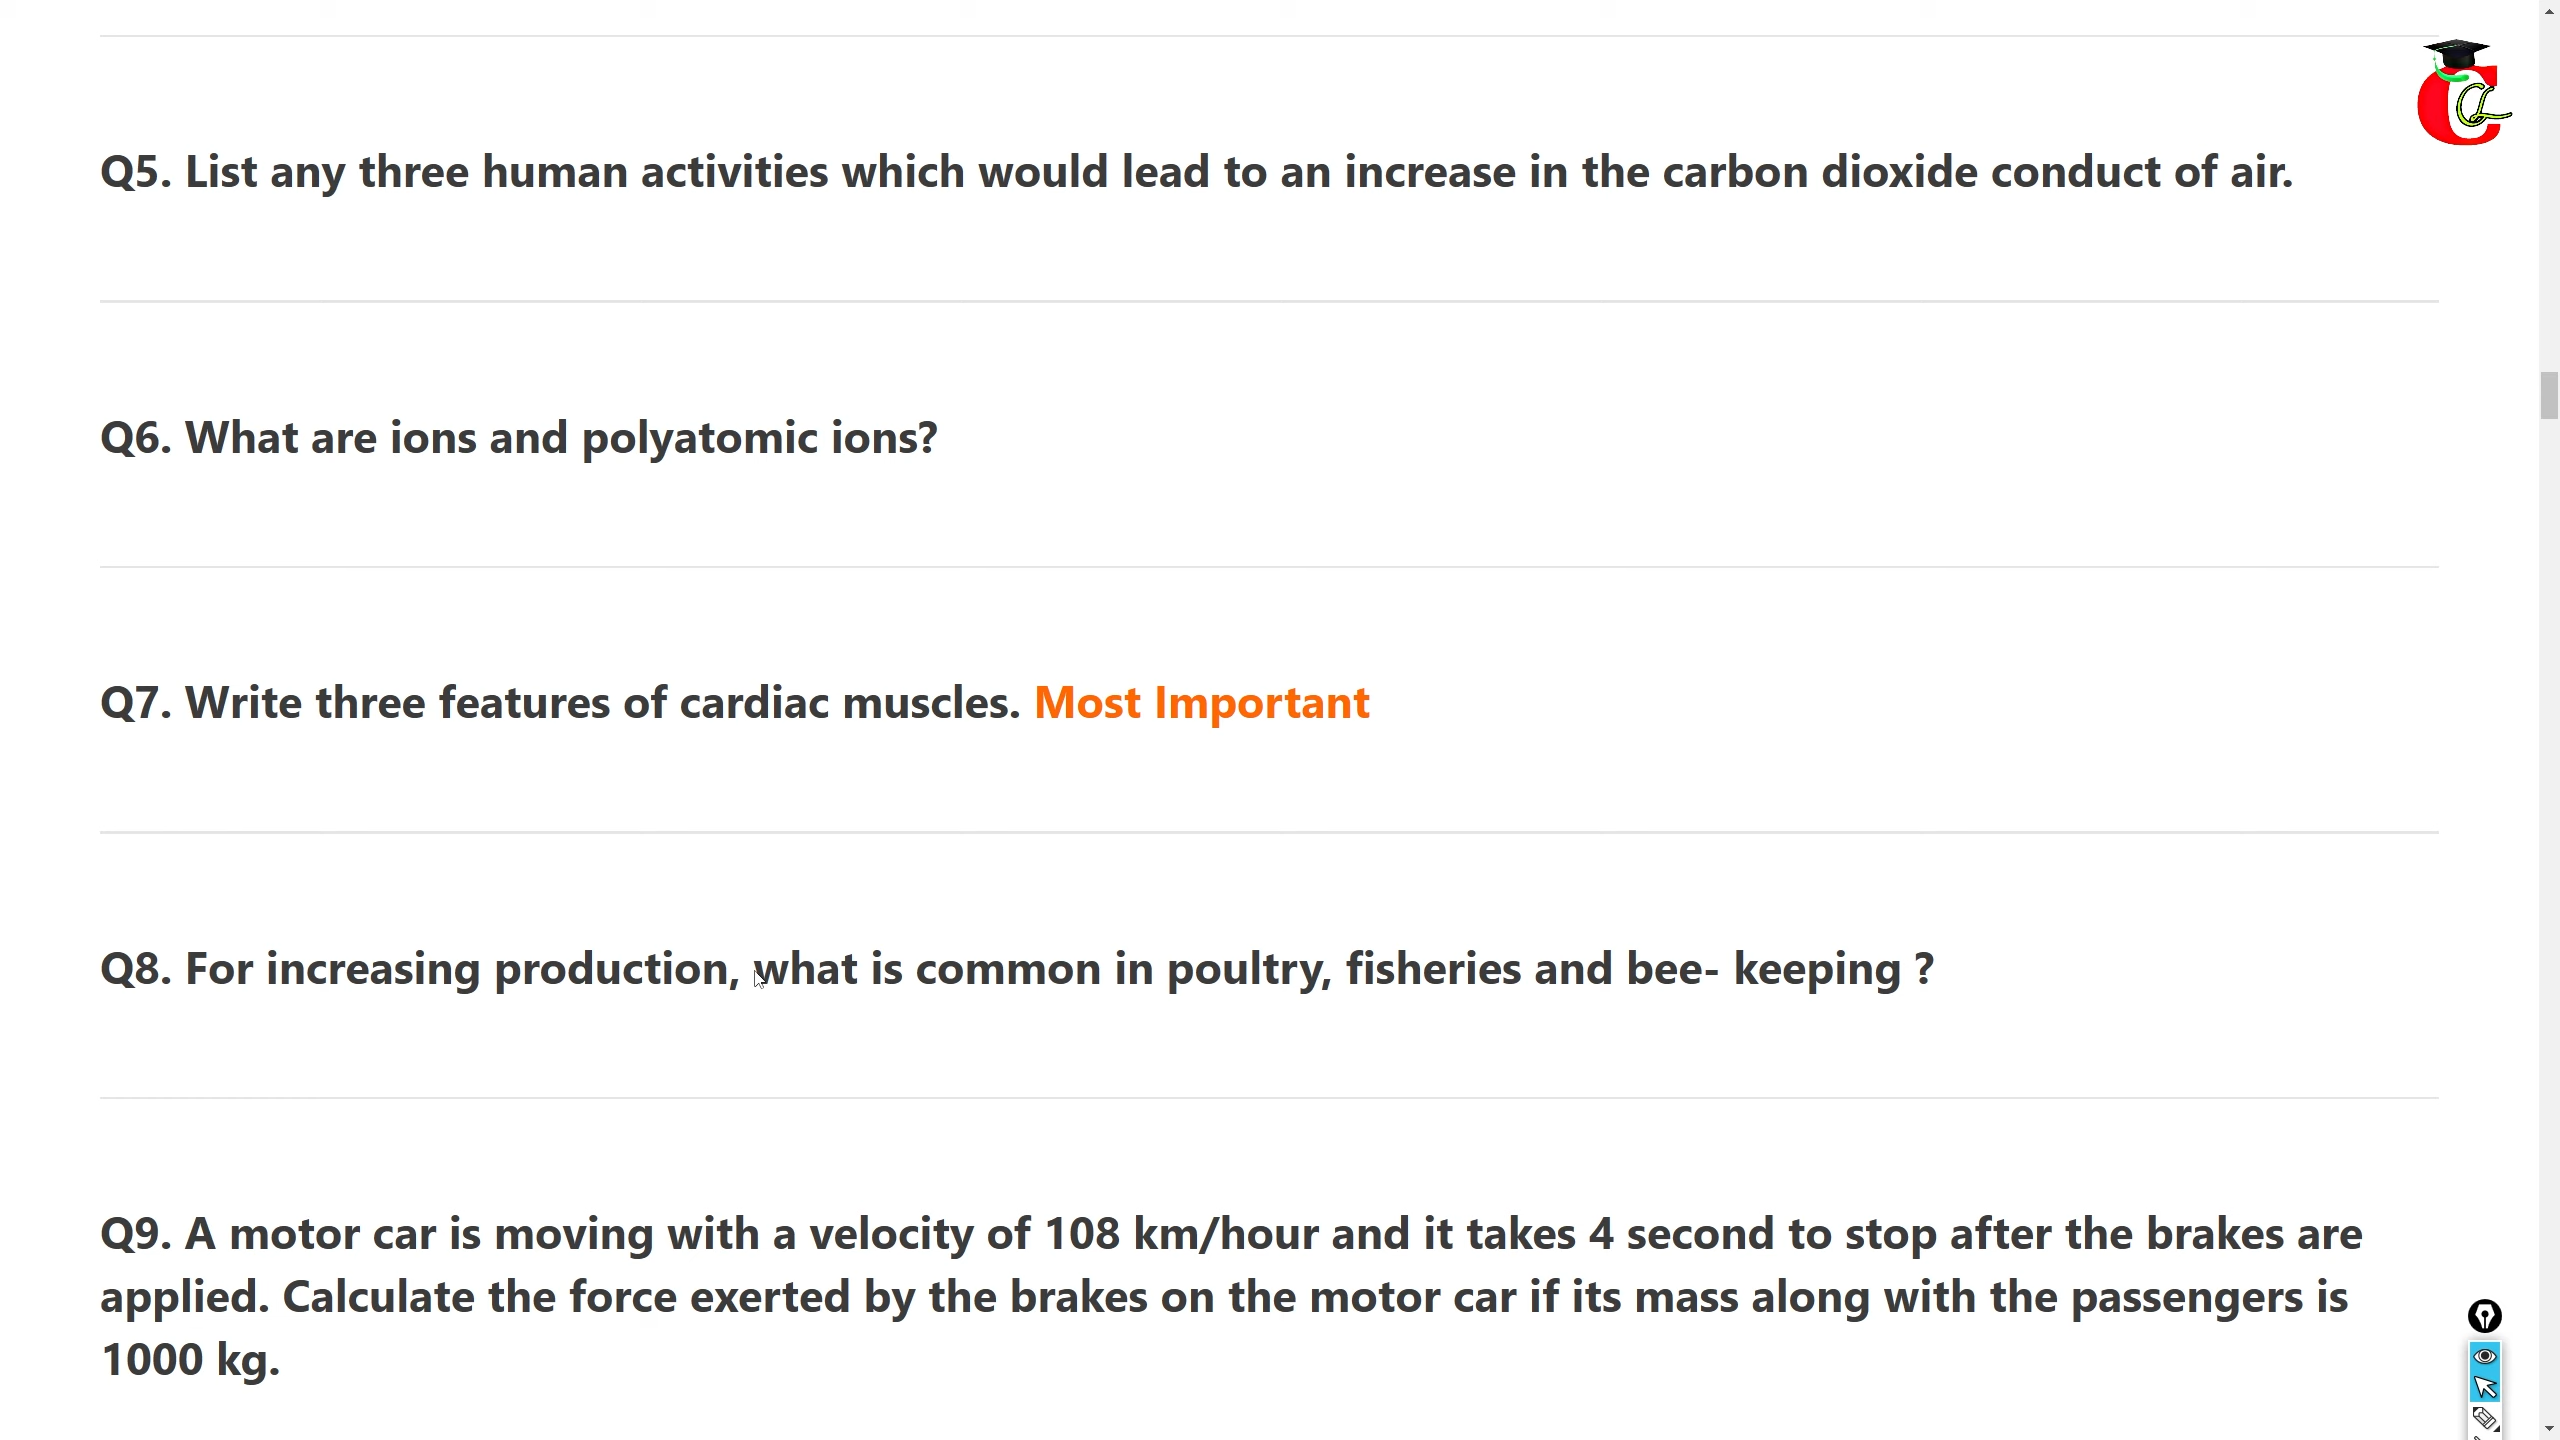 Q5. List any three human activities which would lead to an increase in the carbon dioxide conduct of air.
Q6. What are ions and polyatomic ions?
Q7. Write three features of cardiac muscles. Most Important
Q8. For increasing production, what is common in poultry, fisheries and bee- keeping ?
Q9. A motor car is moving with a velocity of 108 km/hour and it takes 4 second to stop after the brakes are
applied. Calculate the force exerted by the brakes on the motor car if its mass along with the passengers is
1000 kg.